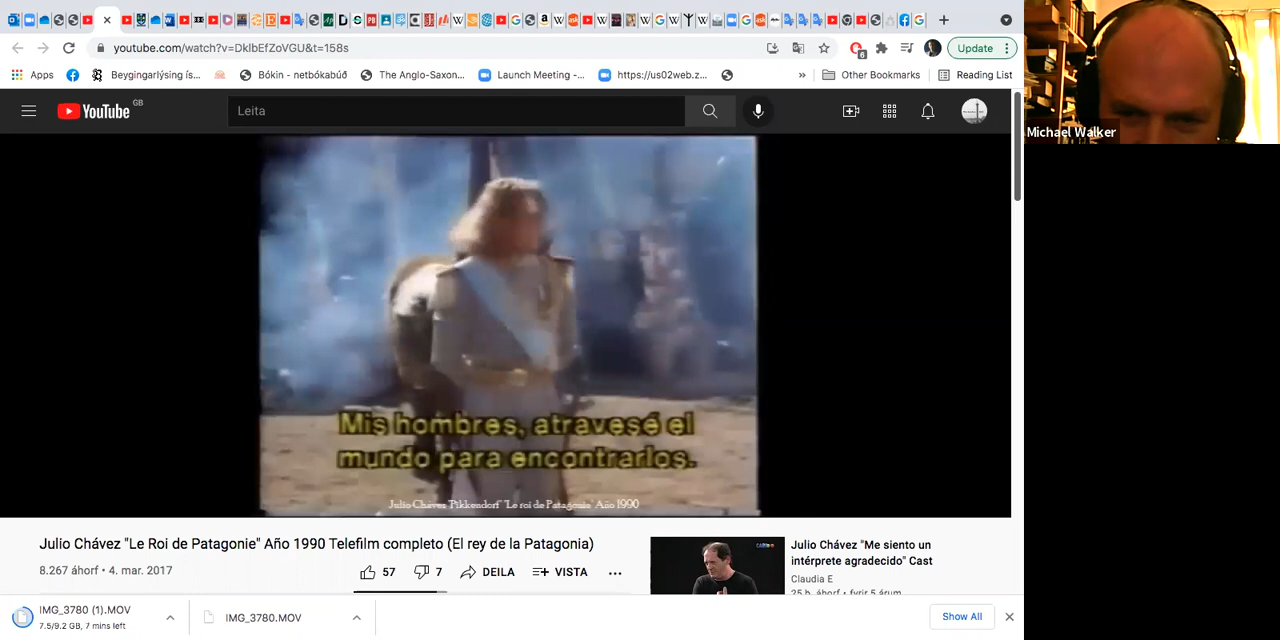 youtube.com/watch?v=DkIbEfZoVGU&t=158s
6
Update
Apps
Beygingarlýsing ís...
Bókin - netbókabúð
The Anglo-Saxon...
Launch Meeting -...
https://us02web.z...
»
Other Bookmarks
Reading List
YouTube GB
Leita
Michael Walker
Mis hombres, atravesé el
mundo para encontrarlos.
Julio Chávez 'Pikkendorf' "Le roi de Patagonie" Año 1990
Julio Chávez "Le Roi de Patagonie" Año 1990 Telefilm completo (El rey de la Patagonia)
8.267 áhorf • 4. mar. 2017
57
7
DEILA
VISTA
...
Julio Chávez "Me siento un
intérprete agradecido" Cast
Claudia E
25 þ. áhorf • fyrir 5 árum
IMG_3780 (1).MOV
7.5/9.2 GB, 7 mins left
IMG_3780.MOV
Show All